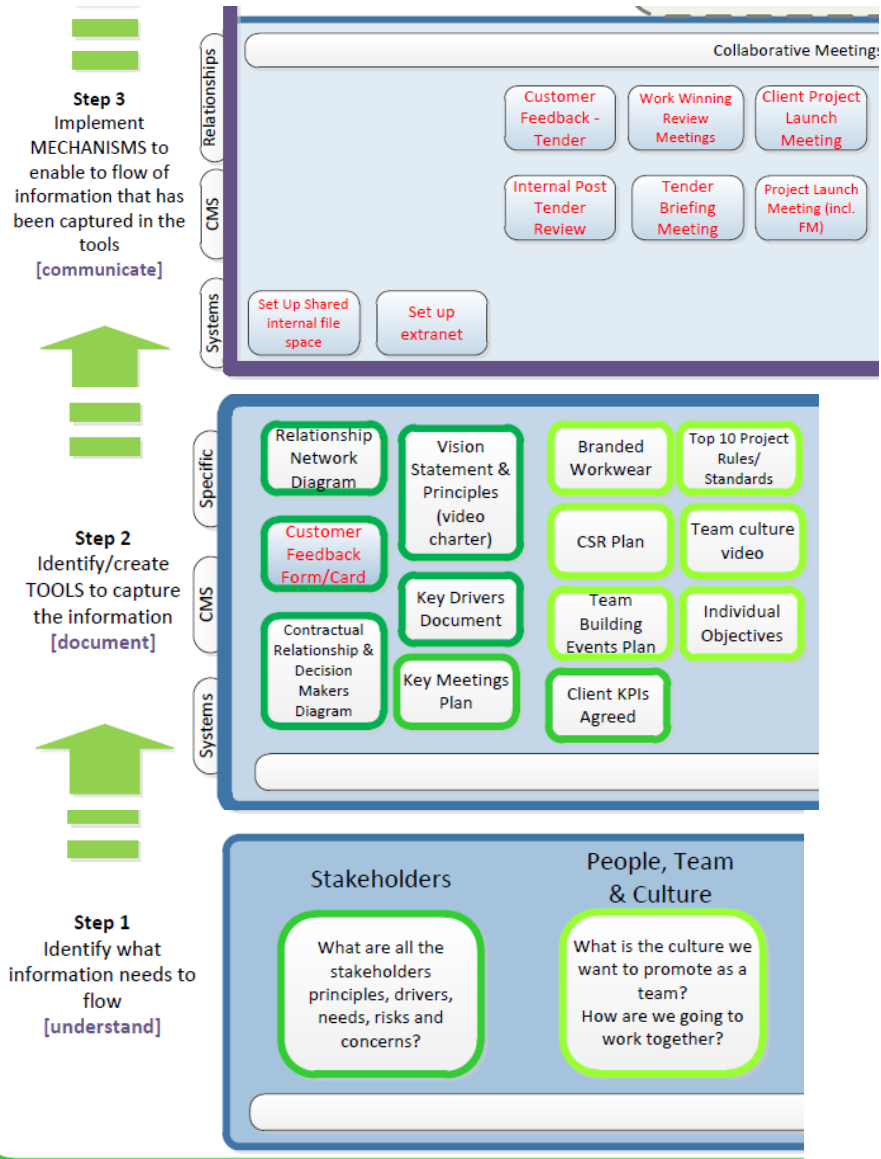 Collaborative Meetings
Relationships
CMS
Systems
Step 3
Implement
MECHANISMS to
enable to flow of
information that has
been captured in the
tools
[communicate]
Customer
Feedback -
Tender
Work Winning
Review
Meetings
Client Project
Launch
Meeting
Internal Post
Tender
Review
Tender
Briefing
Meeting
Project Launch
Meeting (incl.
FM)
Set Up Shared
internal file
space
Set up
extranet
Specific
CMS
Systems
Step 2
Identify/create
TOOLS to capture
the information
[document]
Relationship
Network
Diagram
Customer
Feedback
Form/Card
Contractual
Relationship &
Decision
Makers
Diagram
Vision
Statement &
Principles
(video
charter)
Key Drivers
Document
Key Meetings
Plan
Branded
Workwear
CSR Plan
Team
Building
Events Plan
Client KPIs
Agreed
Top 10 Project
Rules/
Standards
Team culture
video
Individual
Objectives
Step 1
Identify what
information needs to
flow
[understand]
Stakeholders
What are all the
stakeholders
principles, drivers,
needs, risks and
concerns?
People, Team
& Culture
What is the culture we
want to promote as a
team?
How are we going to
work together?